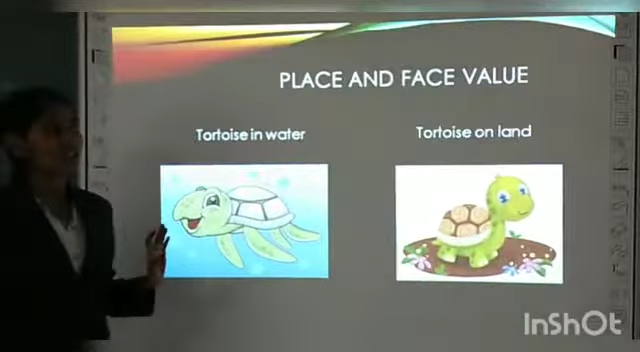 PLACE AND FACE VALUE
Tortoise in water
Tortoise on land
InShOt